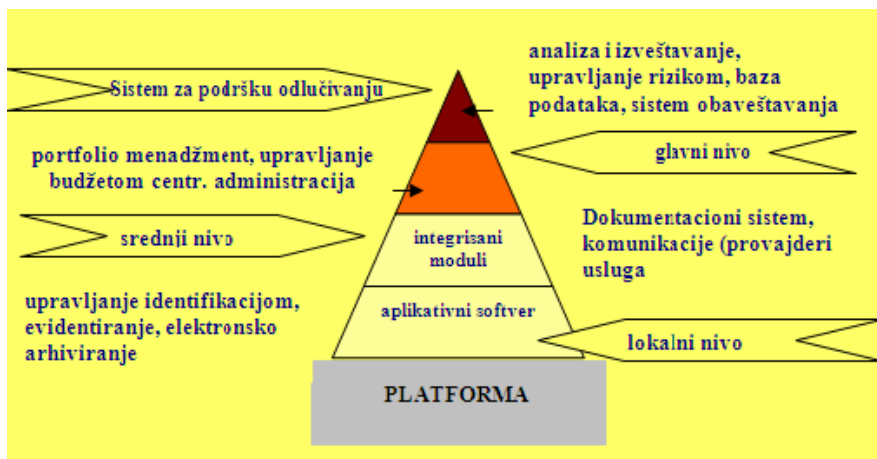 analiza i izveštavanje,
upravljanje rizikom, baza
podataka, sistem obaveštavanja
Sistem za podršku odlučivanju
glavni nivo
portfolio menadžment, upravljanje
budžetom centr. administracija
Dokumentacioni sistem,
komunikacije (provajderi
usluga
srednji nivo
integrisani
moduli
upravljanje identifikacijom,
evidentiranje, elektronsko
arhiviranje
aplikativni softver
lokalni nivo
PLATFORMA